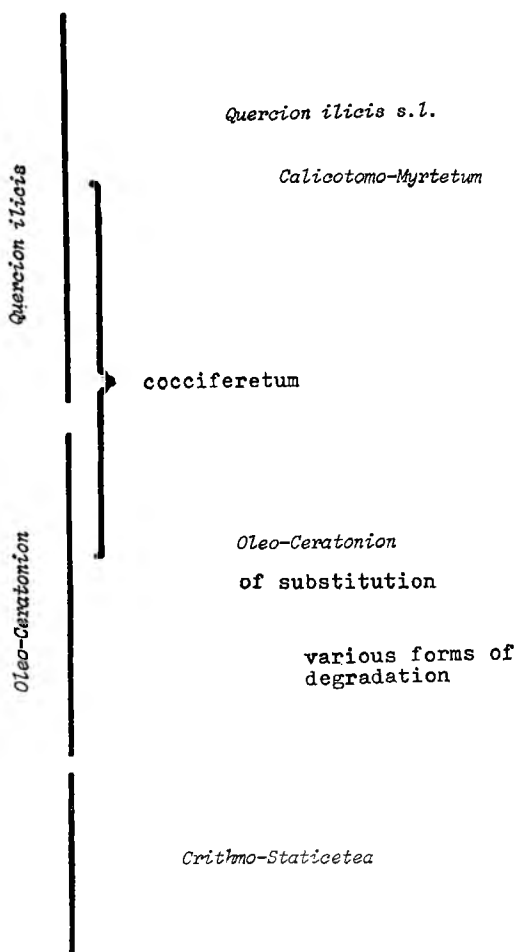 Quercion ilicis s.l.
Calicotomo-Myrtetum
Quercion ilicis
cocciferetum
Oleo-Ceratonion
of substitution
Oleo-Ceratonion
various forms of
degradation
Crithmo-Staticetea